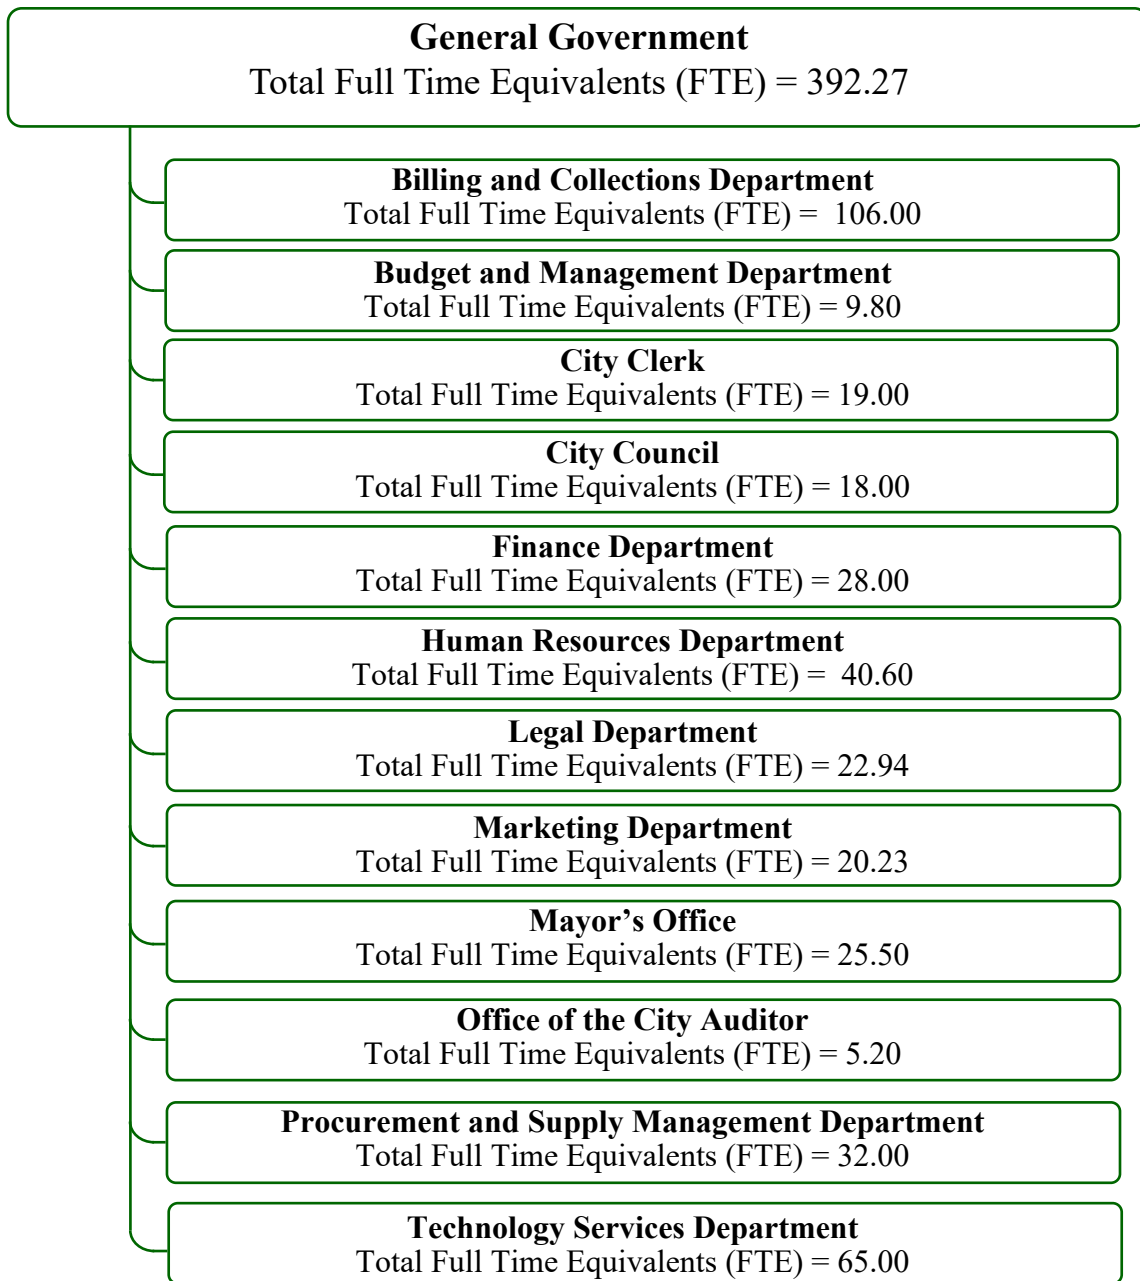 General Government
Total Full Time Equivalents (FTE) = 392.27
Billing and Collections Department
Total Full Time Equivalents (FTE) =  106.00
Budget and Management Department
Total Full Time Equivalents (FTE) = 9.80
City Clerk
Total Full Time Equivalents (FTE) = 19.00
City Council
Total Full Time Equivalents (FTE) = 18.00
Finance Department
Total Full Time Equivalents (FTE) = 28.00
Human Resources Department
Total Full Time Equivalents (FTE) =  40.60
Legal Department
Total Full Time Equivalents (FTE) = 22.94
Marketing Department
Total Full Time Equivalents (FTE) = 20.23
Mayor’s Office
Total Full Time Equivalents (FTE) = 25.50
Office of the City Auditor
Total Full Time Equivalents (FTE) = 5.20
Procurement and Supply Management Department
Total Full Time Equivalents (FTE) = 32.00
Technology Services Department
Total Full Time Equivalents (FTE) = 65.00